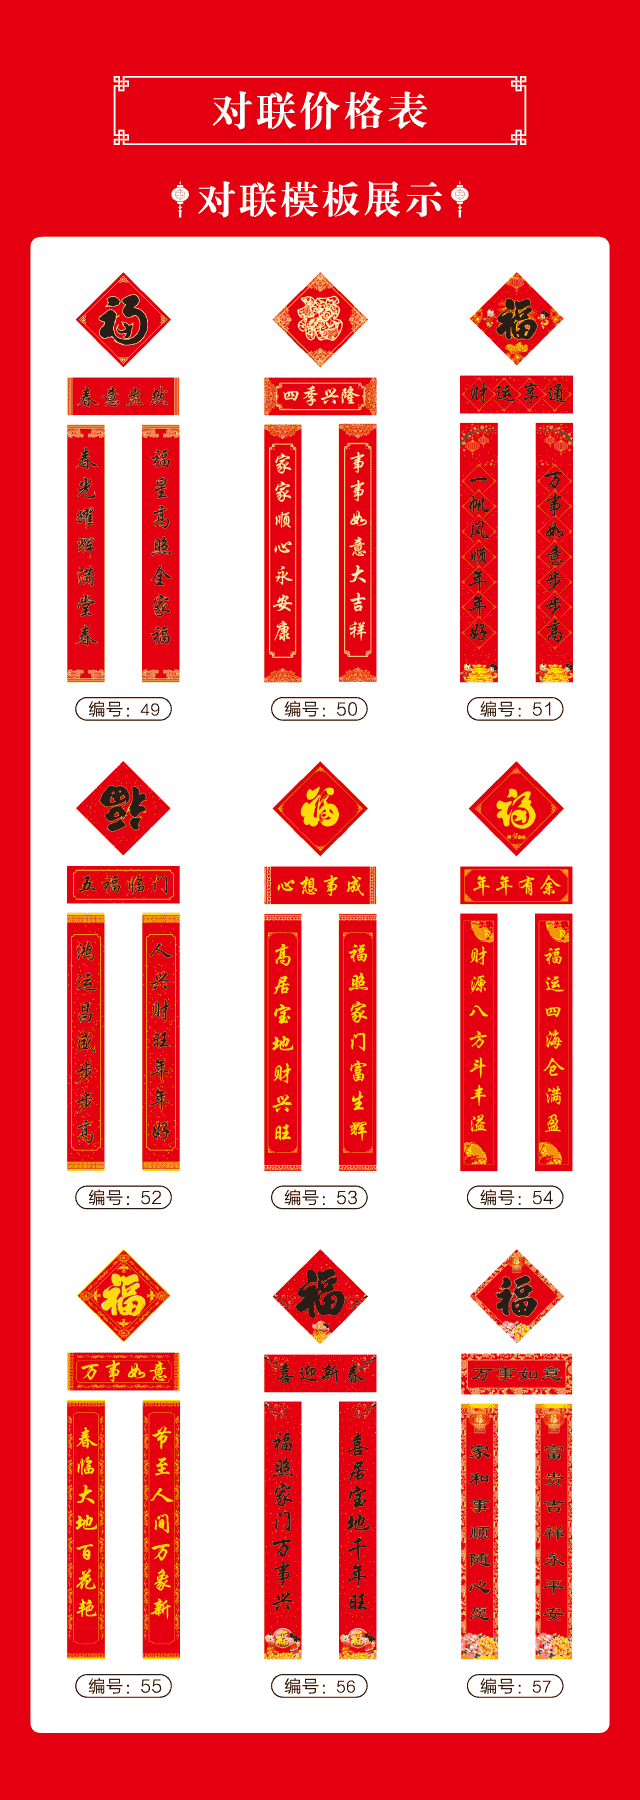 对联价格表
对联模板展示
福
春意盎然
春光耀辉满堂春
福星高照全家福
编号：49
福
四季兴隆
家家顺心永安康
事事如意大吉祥
编号：50
福
财运享通
一帆风顺年年好
万事如意步步高
编号：51
福
五福临门
鸿运昌盛步步高
人兴财旺年年好
编号：52
福
心想事成
高居宝地财兴旺
福照家门富生辉
编号：53
福
年年有余
财源八方斗丰溢
福运四海仓满盈
编号：54
福
万事如意
春临大地百花艳
节至人间万象新
编号：55
福
喜迎新春
福照家门万事兴
喜居宝地千年旺
编号：56
福
万事如意
家和事顺随心愿
富贵吉祥永平安
编号：57